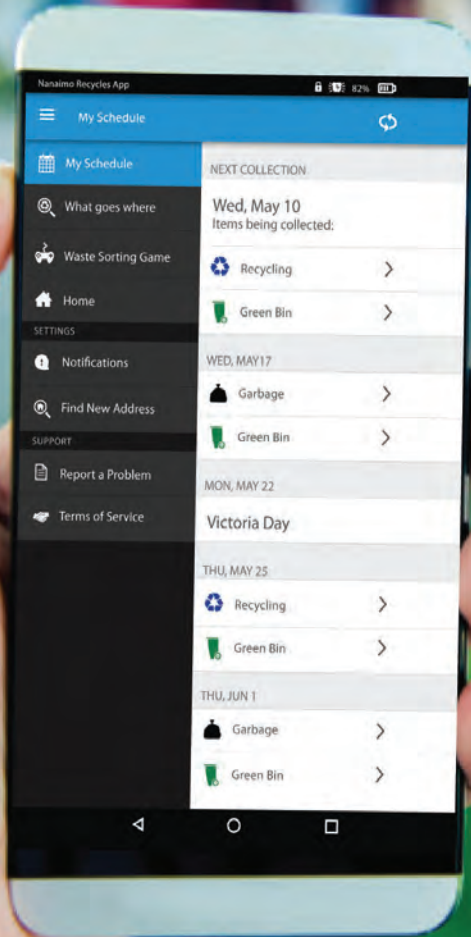 Nanaimo Recycles App
82%
My Schedule
My Schedule
What goes where
Waste Sorting Game
Home
SETTINGS
Notifications
Find New Address
SUPPORT
Report a Problem
Terms of Service
NEXT COLLECTION
Wed, May 10
Items being collected:
Recycling
Green Bin
WED, MAY17
Garbage
Green Bin
MON, MAY 22
Victoria Day
THU, MAY 25
Recycling
Green Bin
THU, JUN 1
Garbage
Green Bin